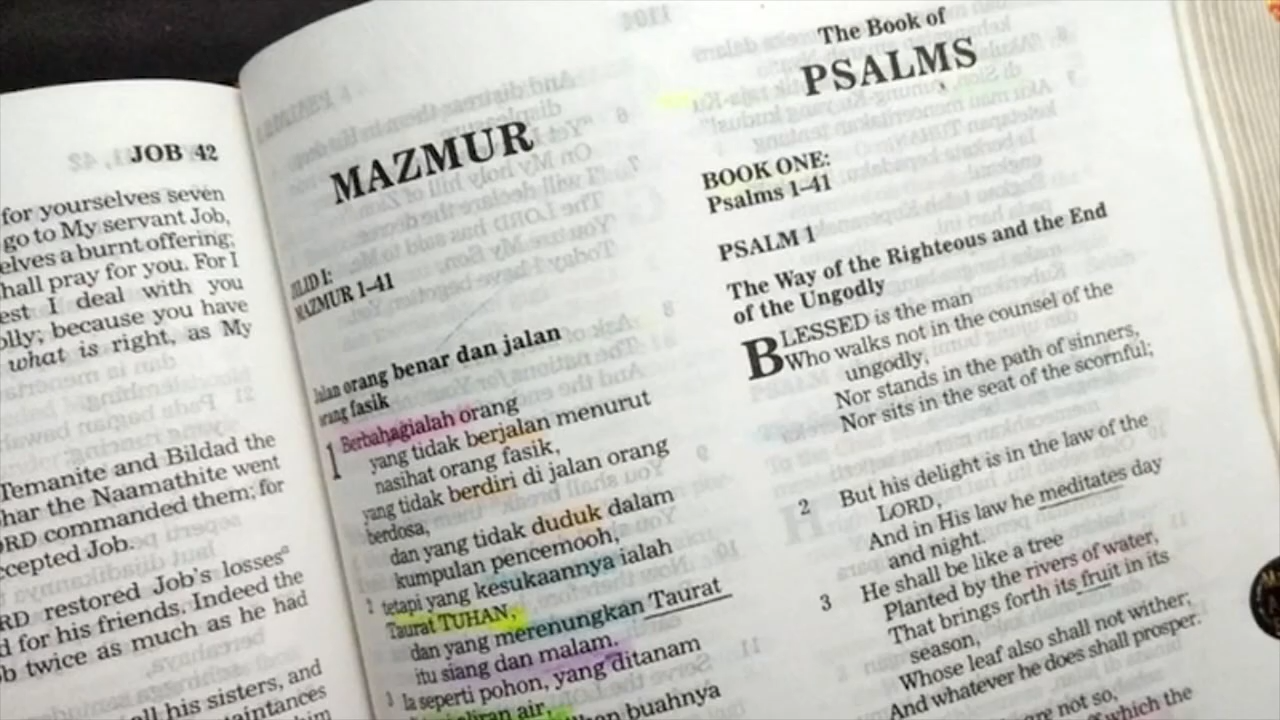 JOB 42
for yourselves seven
go to My servant Job,
elves a burnt offering;
hall pray for you. For I
est I deal with you
olly; because you have
what is right, as My
Temanite and Bildad the
har the Naamathite went
ORD commanded them; for
ccepted Job.
RD restored Job's losses
d for his friends. Indeed the
b twice as much as he had
all his sisters, and
MAZMUR
JILID I:
MAZMUR 1–41
Jalan orang benar dan jalan
orang fasik
1 Berbahagialah orang
yang tidak berjalan menurut
nasihat orang fasik,
yang tidak berdiri di jalan orang
berdosa,
dan yang tidak duduk dalam
kumpulan pencemooh,
2 tetapi yang kesukaannya ialah
Taurat TUHAN,
dan yang merenungkan Taurat
itu siang dan malam.
3 Ia seperti pohon, yang ditanam
aliran air,
buahnya
The Book of
PSALMS
BOOK ONE:
Psalms 1–41
PSALM 1
The Way of the Righteous and the End
of the Ungodly
BLESSED is the man
Who walks not in the counsel of the
ungodly,
Nor stands in the path of sinners,
Nor sits in the seat of the scornful;
2 But his delight is in the law of the
LORD,
And in His law he meditates day
and night.
3 He shall be like a tree
Planted by the rivers of water,
That brings forth its fruit in its
season,
Whose leaf also shall not wither;
And whatever he does shall prosper.
are not so,
which the